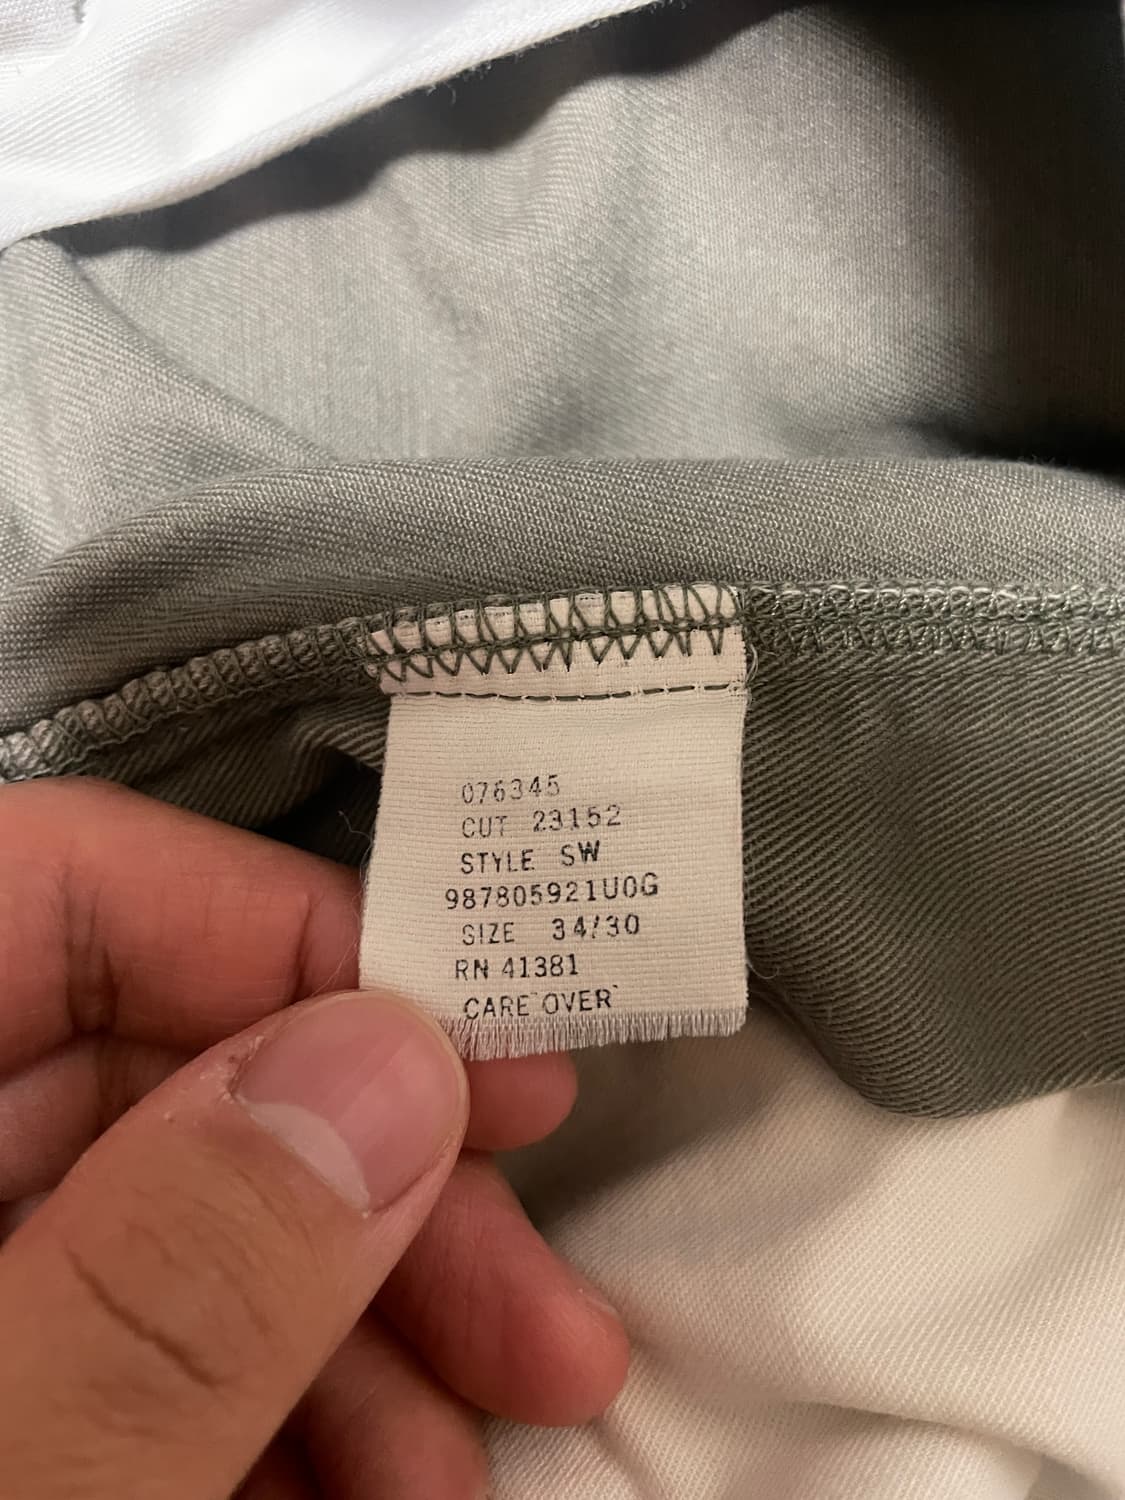 076345
CUT 23152
STYLE SW
987805921U0G
SIZE 34/30
RN 41381
CARE OVER